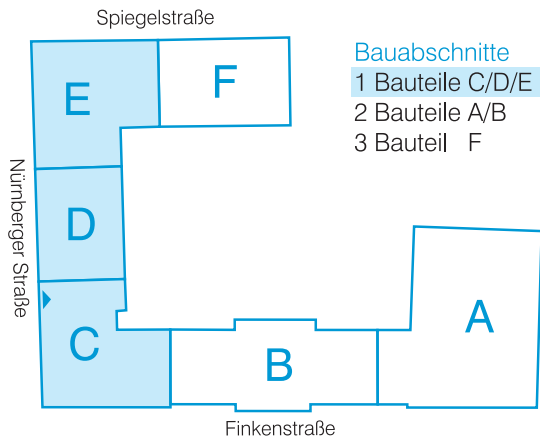 Spiegelstraße
Bauabschnitte
1 Bauteile C/D/E
2 Bauteile A/B
3 Bauteil F
E
F
D
Nürnberger Straße
C
B
A
Finkenstraße